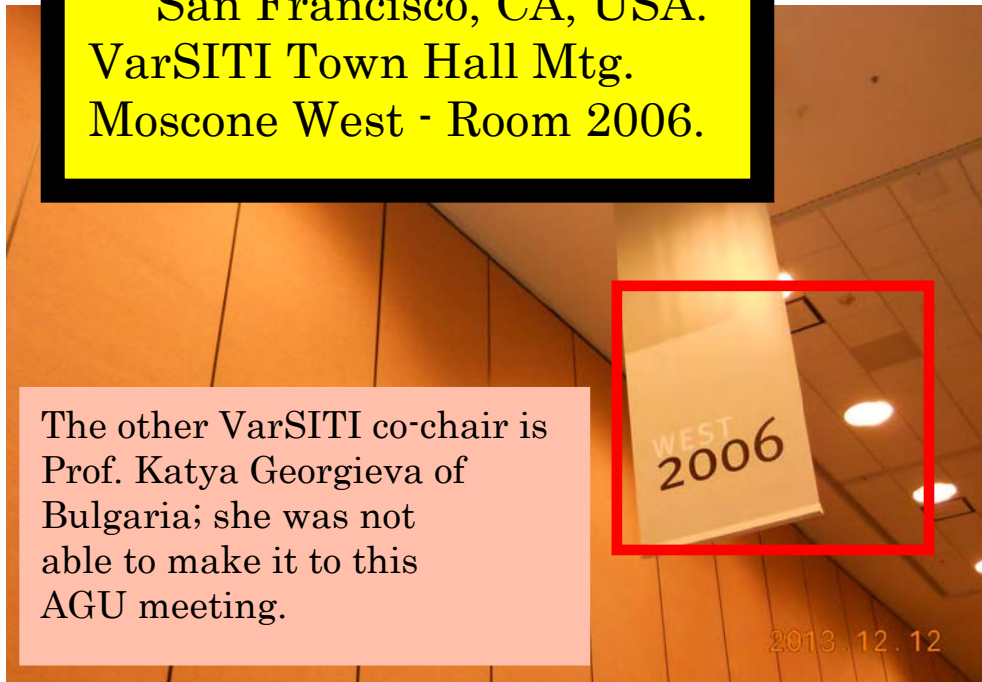 San Francisco, CA, USA.
VarSITI Town Hall Mtg.
Moscone West - Room 2006.
WEST
2006
The other VarSITI co-chair is
Prof. Katya Georgieva of
Bulgaria; she was not
able to make it to this
AGU meeting.
2013.12.12